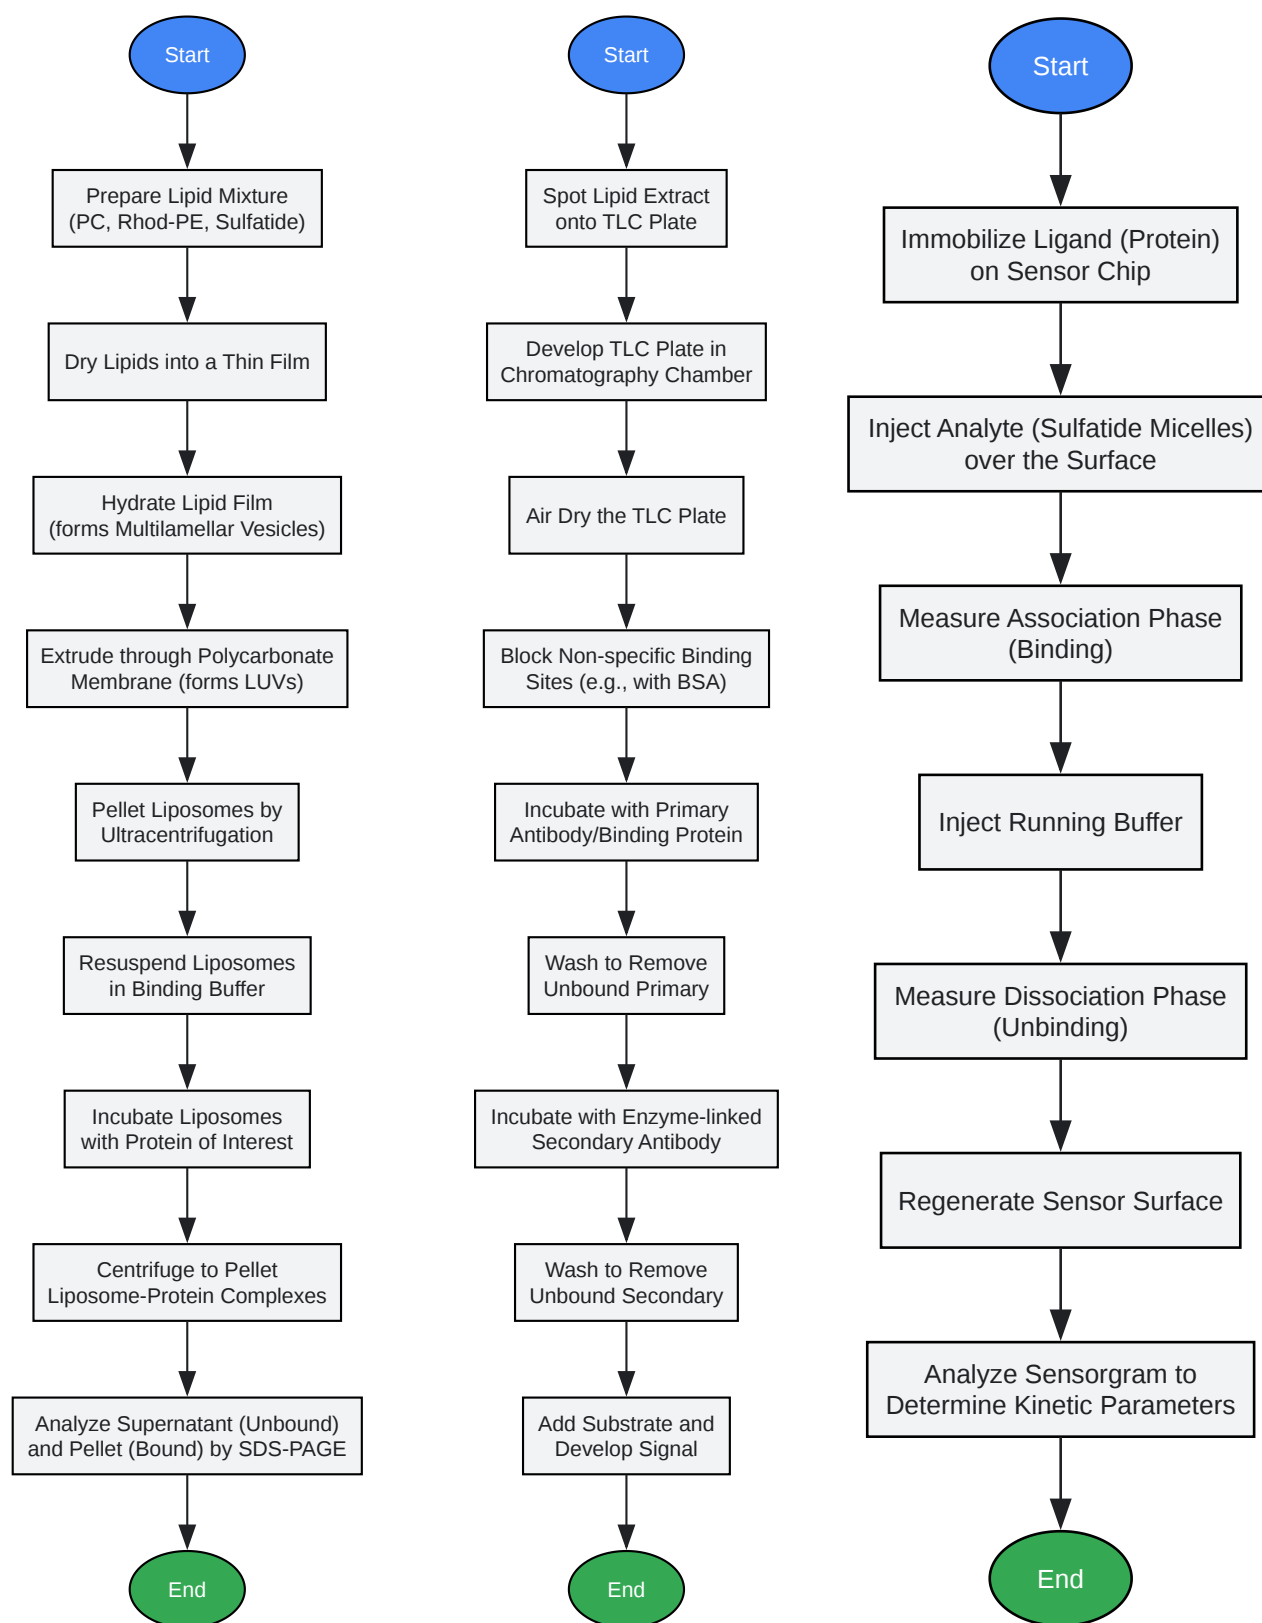 Start
Prepare Lipid Mixture
(PC, Rhod-PE, Sulfatide)
Dry Lipids into a Thin Film
Hydrate Lipid Film
(forms Multilamellar Vesicles)
Extrude through Polycarbonate
Membrane (forms LUVs)
Pellet Liposomes by
Ultracentrifugation
Resuspend Liposomes
in Binding Buffer
Incubate Liposomes
with Protein of Interest
Centrifuge to Pellet
Liposome-Protein Complexes
Analyze Supernatant (Unbound)
and Pellet (Bound) by SDS-PAGE
End
Start
Spot Lipid Extract
onto TLC Plate
Develop TLC Plate in
Chromatography Chamber
Air Dry the TLC Plate
Block Non-specific Binding
Sites (e.g., with BSA)
Incubate with Primary
Antibody/Binding Protein
Wash to Remove
Unbound Primary
Incubate with Enzyme-linked
Secondary Antibody
Wash to Remove
Unbound Secondary
Add Substrate and
Develop Signal
End
Start
Immobilize Ligand (Protein)
on Sensor Chip
Inject Analyte (Sulfatide Micelles)
over the Surface
Measure Association Phase
(Binding)
Inject Running Buffer
Measure Dissociation Phase
(Unbinding)
Regenerate Sensor Surface
Analyze Sensorgram to
Determine Kinetic Parameters
End